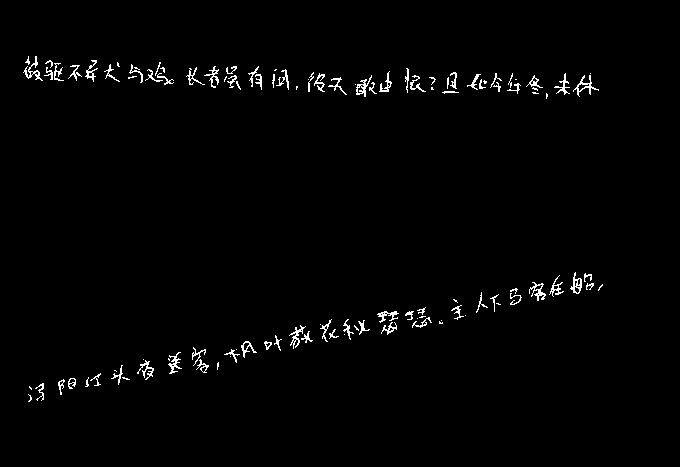 被驱不异犬与鸡。长者虽有问,役夫敢申恨?且如今年冬,未休
浔阳江头夜送客,枫叶荻花秋瑟瑟。主人下马客在船,